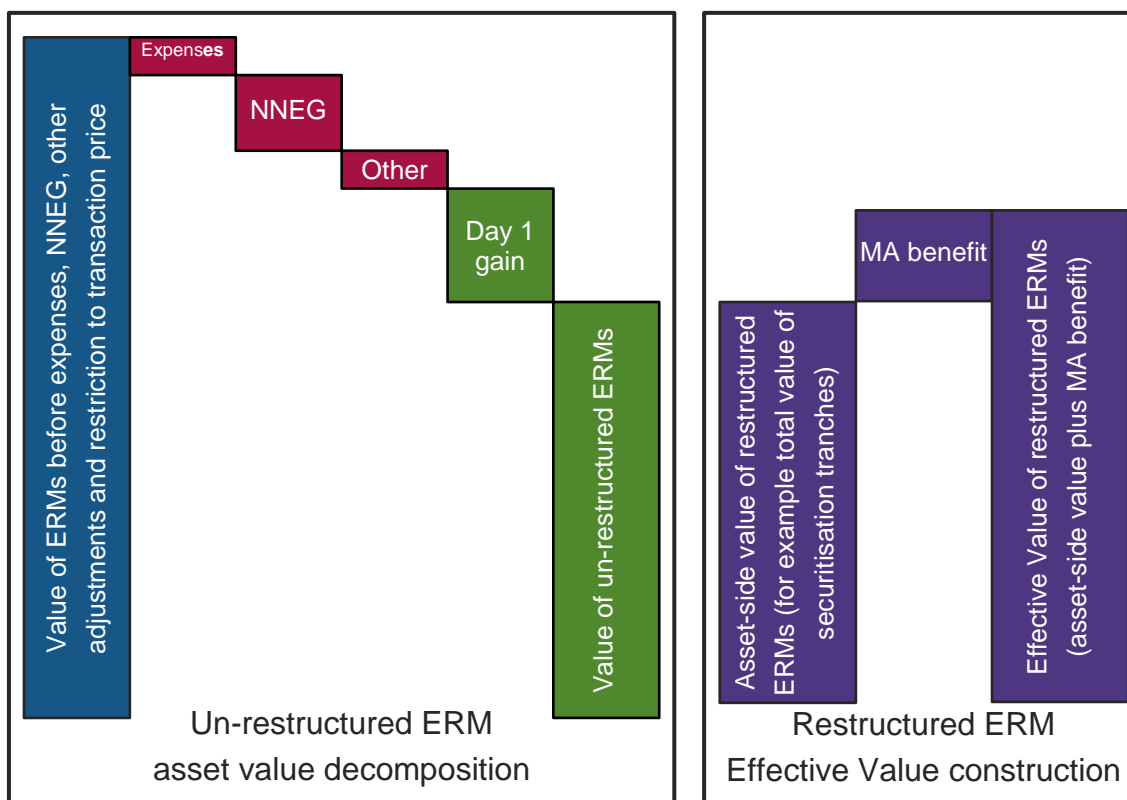 Expenses
NNEG
Other
Day 1
gain
Value of ERMs before expenses, NNEG, other
adjustments and restriction to transaction price
Value of un-restructured ERMs
Un-restructured ERM
asset value decomposition
MA benefit
Asset-side value of restructured
ERMs (for example total value of
securitisation tranches)
Effective Value of restructured ERMs
(asset-side value plus MA benefit)
Restructured ERM
Effective Value construction